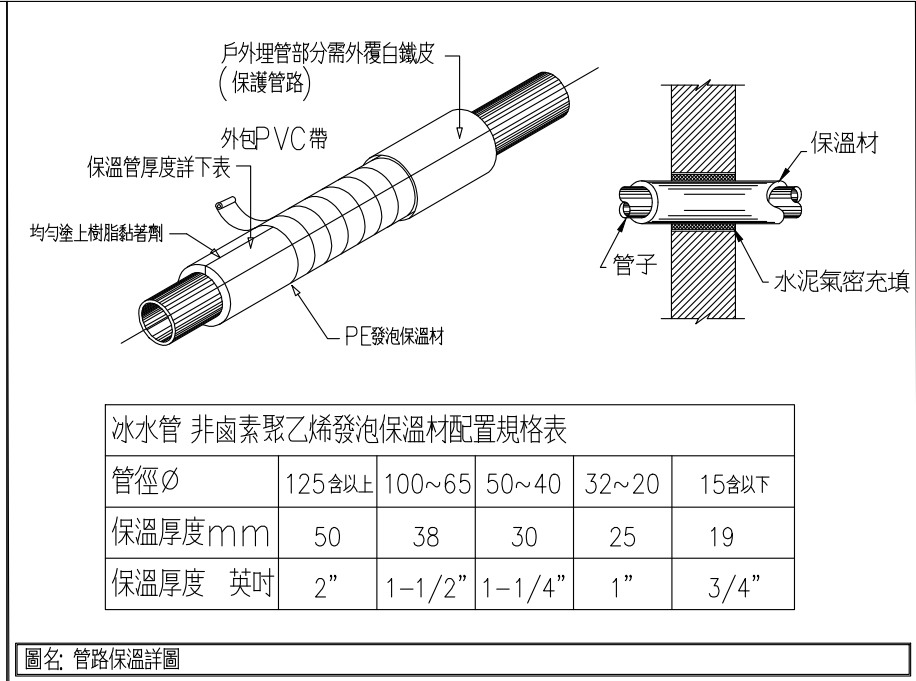 戶外埋管部分需外覆白鐵皮
(保護管路)
外包PVC帶
保溫管厚度詳下表
均勻塗上樹脂黏著劑
PE發泡保溫材
保溫材
管子
水泥氣密充填
冰水管 非鹵素聚乙烯發泡保溫材配置規格表
管徑Ø 125含以上 100~65 50~40 32~20 15含以下
保溫厚度mm 50 38 30 25 19
保溫厚度 英吋 2” 1-1/2” 1-1/4” 1” 3/4”
圖名: 管路保溫詳圖